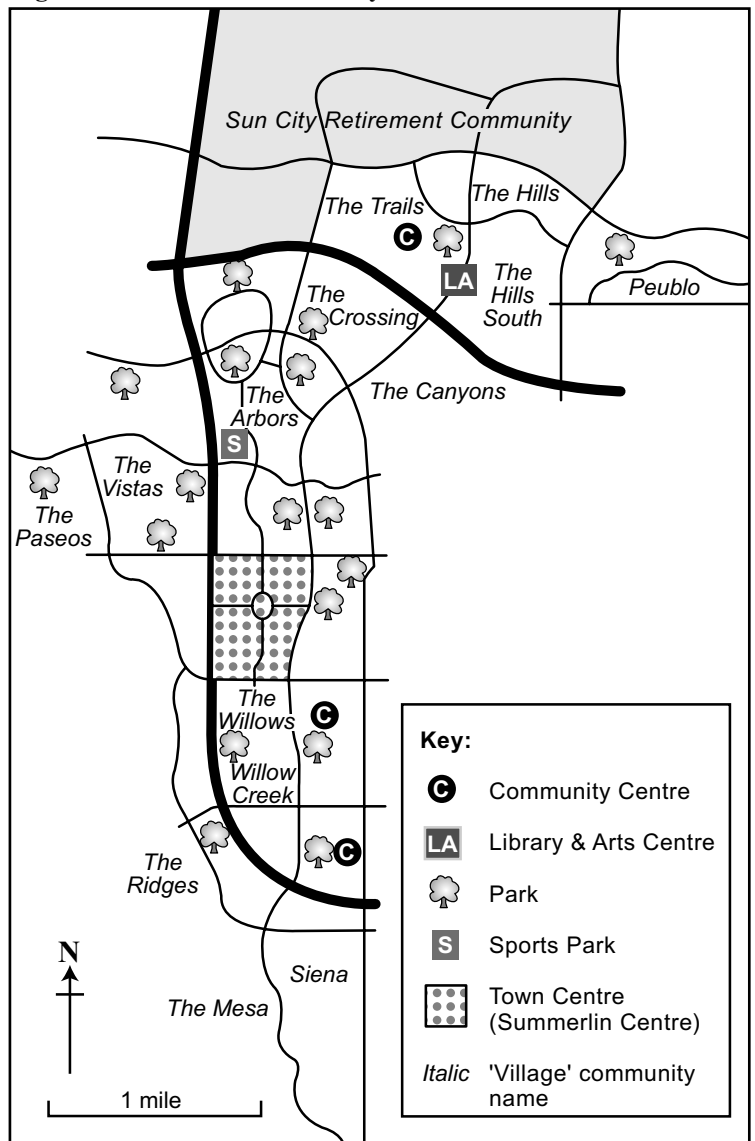 Sun City Retirement Community
The Trails
The Hills
C
LA
The
Hills
South
Peublo
The
Crossing
The Canyons
The
Arbors
S
The
Vistas
The
Paseos
The
Willows
C
Willow
Creek
C
The
Ridges
Siena
The Mesa
N
1 mile
Key:
C Community Centre
LA Library & Arts Centre
Park
S Sports Park
Town Centre
(Summerlin Centre)
Italic 'Village' community
name